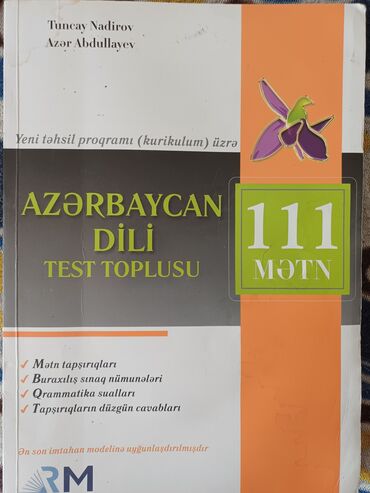 Tuncay Nadirov
Azər Abdullayev
Yeni təhsil proqramı (kurikulum) üzrə
AZƏRBAYCAN
DİLİ
TEST TOPLUSU
111
MƏTN
Mətn tapşırıqları
Buraxılış sınaq nümunələri
Qrammatika sualları
Tapşırıqların düzgün cavabları
Ən son imtahan modelinə uyğunlaşdırılmışdır
RM